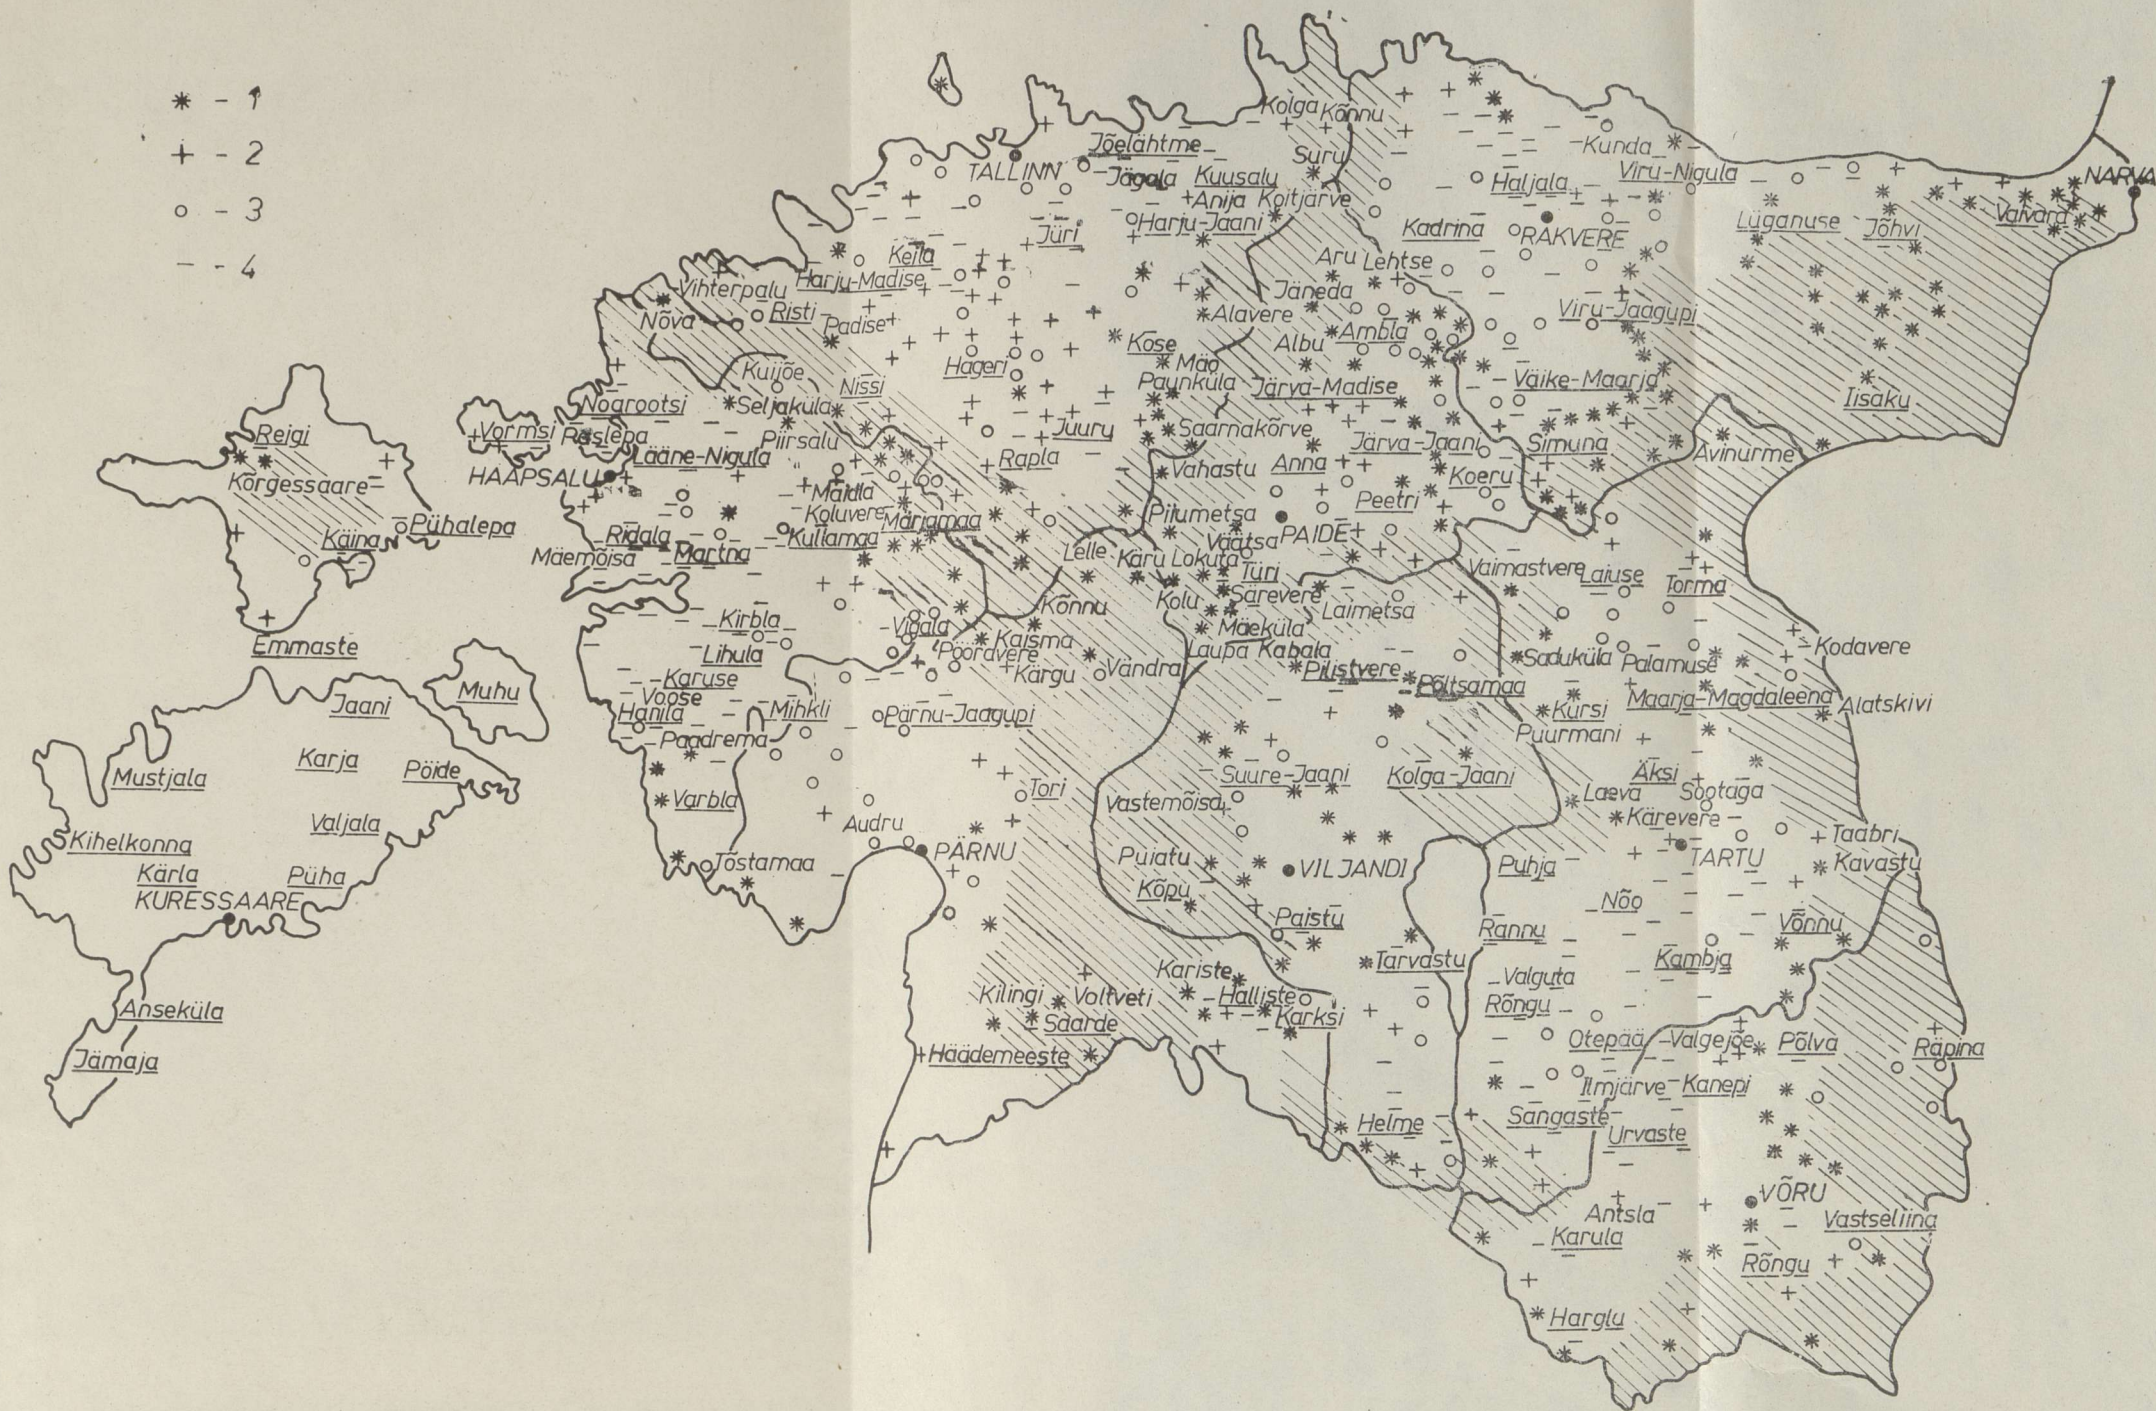 * - 1
+ - 2
o - 3
— - 4
Kolga Kõnnu
Jõelähtme
TALLINN
Jägala
Kuusalu
Suru
Anija
Koitjärve
Harju-Jaani
Jüri
Keila
Harju-Madise
Kunda
Viru-Nigula
Haljala
Kadrina
RAKVERE
NARVA
Vaivara
Lüganuse
Jõhvi
Iisaku
Vihterpalu
Nõva
Risti
Padise
Aru
Lehtse
Jäneda
Alavere
Albu
Ambla
Viru-Jaagupi
Kose
Mäo
Paunküla
Järva-Madise
Väike-Maarja
Hageri
Kuijõe
Nissi
Noarootsi
Seljaküla
Piirsalu
Juuru
Saarnakõrve
Järva-Jaani
Simuna
Avinurme
Vormsi
Paslepa
Lääne-Nigula
HAAPSALU
Rapla
Vahastu
Anna
Koeru
Peetri
Reigi
Kõrgessaare
Käina
Pühalepa
Emmaste
Maidla
Koluvere
Märjamaa
Kullamaa
Ridala
Mäemõisa
Martna
Piiumetsa
PAIDE
Väätsa
Lelle
Käru
Lokuta
Türi
Särevere
Kolu
Laimetsa
Mäeküla
Laupa
Kabala
Vaimastvere
Laiuse
Torma
Kodavere
Kirbla
Lihula
Vigala
Kõnnu
Kaisma
Pööravere
Kärgu
Vändra
Pilistvere
Põltsamaa
Saduküla
Palamuse
Maarja-Magdaleena
Alatskivi
Kursi
Puurmani
Karuse
Voose
Hanila
Mihkli
Paadrema
Pärnu-Jaagupi
Muhu
Jaani
Karja
Pöide
Mustjala
Valjala
Kihelkonna
Kärla
Püha
KURESSAARE
Anseküla
Jämaja
Varbla
Tõstamaa
Audru
PÄRNU
Tori
Suure-Jaani
Kolga-Jaani
Vastemõisa
Äksi
Sootaga
Laeva
Kärevere
Taabri
TARTU
Kavastu
Puiatu
Kõpu
VILJANDI
Puhja
Nõo
Võnnu
Paistu
Rannu
Tarvastu
Kambja
Valguta
Rõngu
Kariste
Halliste
Karksi
Kilingi
Voltveti
Saarde
Häädemeeste
Otepää
Valgejõe
Põlva
Räpina
Ilmjärve
Kanepi
Sangaste
Urvaste
Helme
VÕRU
Antsla
Karula
Vastseliina
Rõngu
Harglu